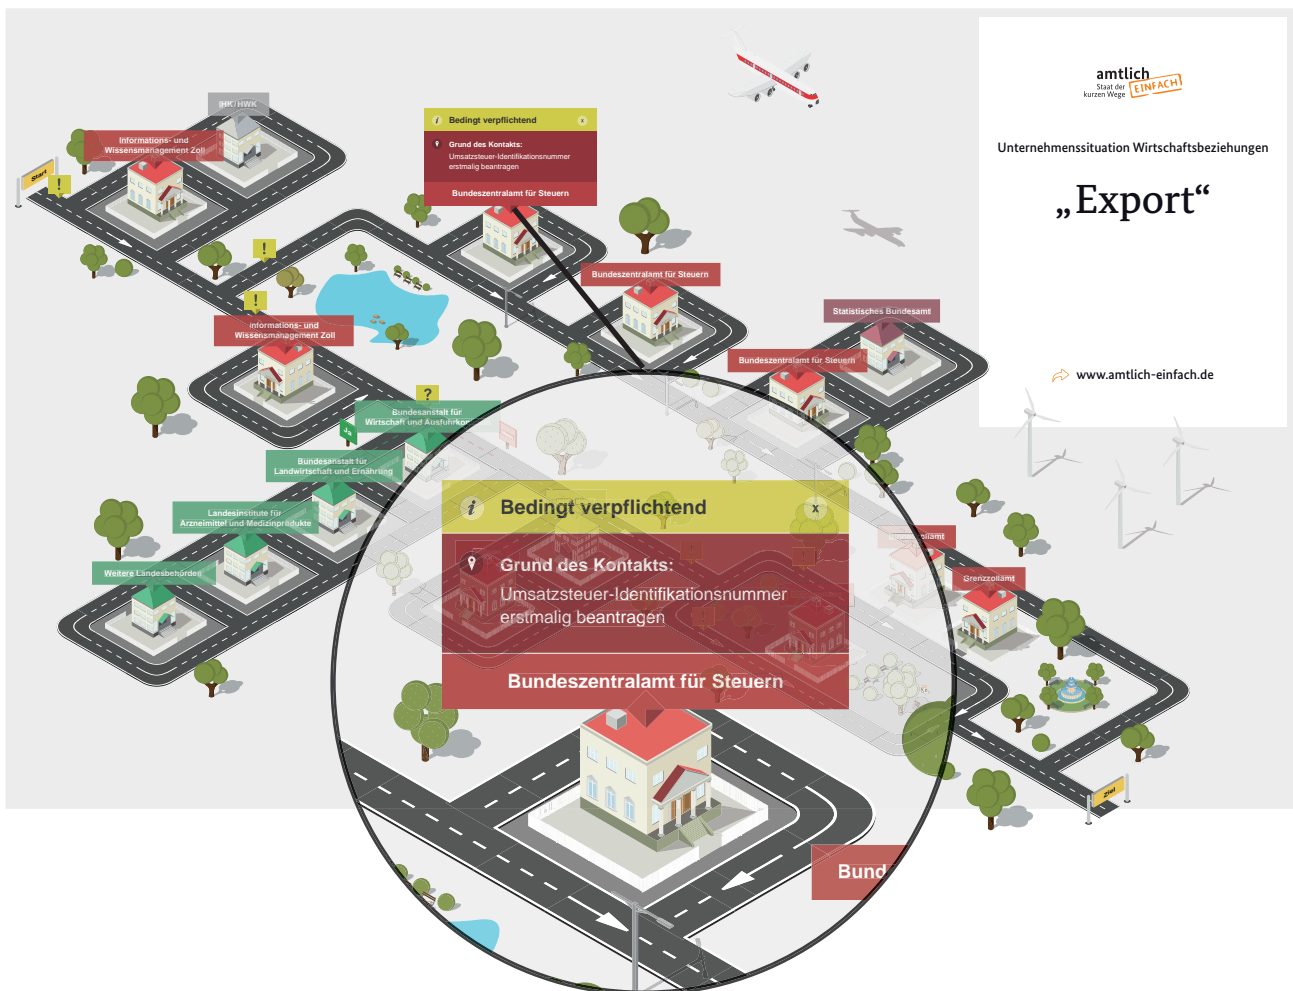 amtlich
Staat der
kurzen Wege
EINFACH
Unternehmenssituation Wirtschaftsbeziehungen
„Export“
www.amtlich-einfach.de
IHK/HWK
Informations- und
Wissensmanagement Zoll
Start
!
i
Bedingt verpflichtend
x
Grund des Kontakts:
Umsatzsteuer-Identifikationsnummer
erstmalig beantragen
Bundeszentralamt für Steuern
!
Bundeszentralamt für Steuern
!
Informations- und
Wissensmanagement Zoll
Statistisches Bundesamt
Bundeszentralamt für Steuern
?
Bundesanstalt für
Wirtschaft und Ausfuhrkon
Ja
Bundesanstalt für
Landwirtschaft und Ernährung
Landesinstitute für
Arzneimittel und Medizinprodukte
Weitere Landesbehörden
Grenzzollamt
Ziel
i
Bedingt verpflichtend
x
Grund des Kontakts:
Umsatzsteuer-Identifikationsnummer
erstmalig beantragen
Bundeszentralamt für Steuern
Bund